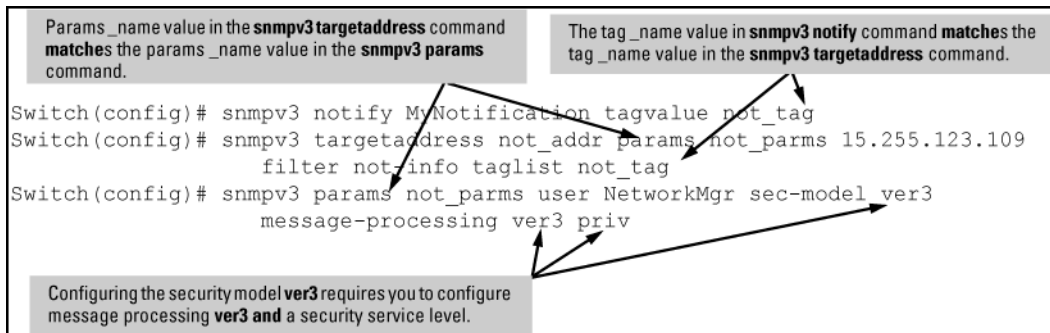 Params _name value in the snmpv3 targetaddress command
matches the params _name value in the snmpv3 params
command.
The tag _name value in snmpv3 notify command matches the
tag _name value in the snmpv3 targetaddress command.
Switch(config)# snmpv3 notify MyNotification tagvalue not_tag
Switch(config)# snmpv3 targetaddress not_addr params not_parms 15.255.123.109
filter not-info taglist not_tag
Switch(config)# snmpv3 params not_parms user NetworkMgr sec-model ver3
message-processing ver3 priv
Configuring the security model ver3 requires you to configure
message processing ver3 and a security service level.